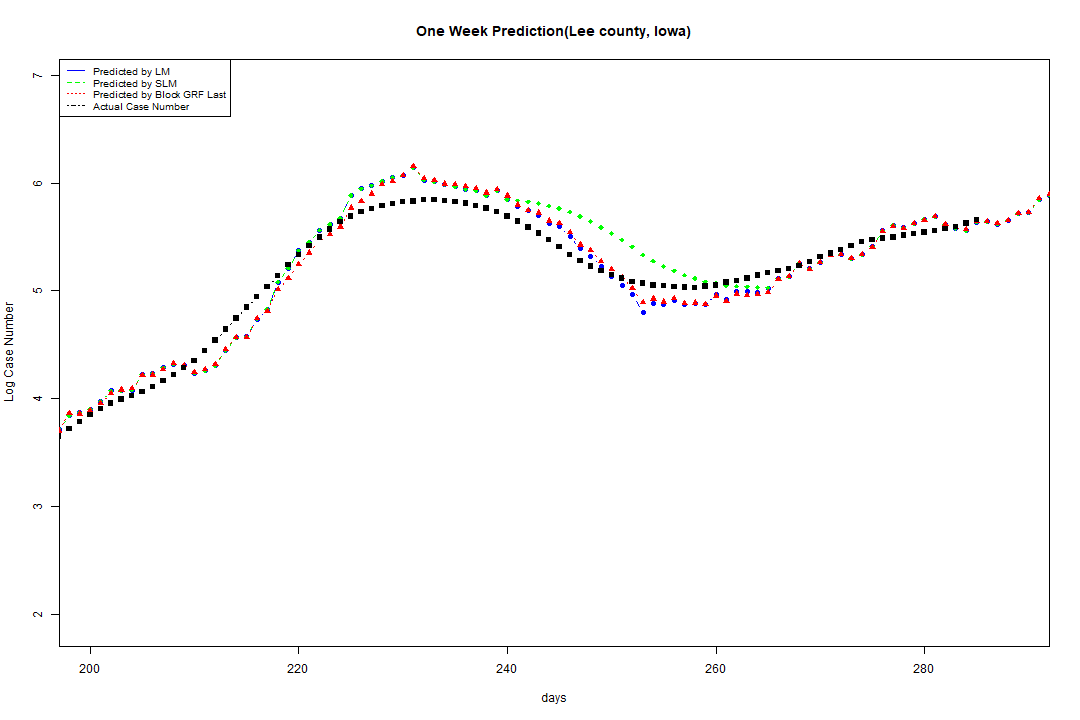 One Week Prediction(Lee county, Iowa)
Predicted by LM
Predicted by SLM
Predicted by Block GRF Last
Actual Case Number
Log Case Number
7
6
5
4
3
2
200 220 240 260 280
days